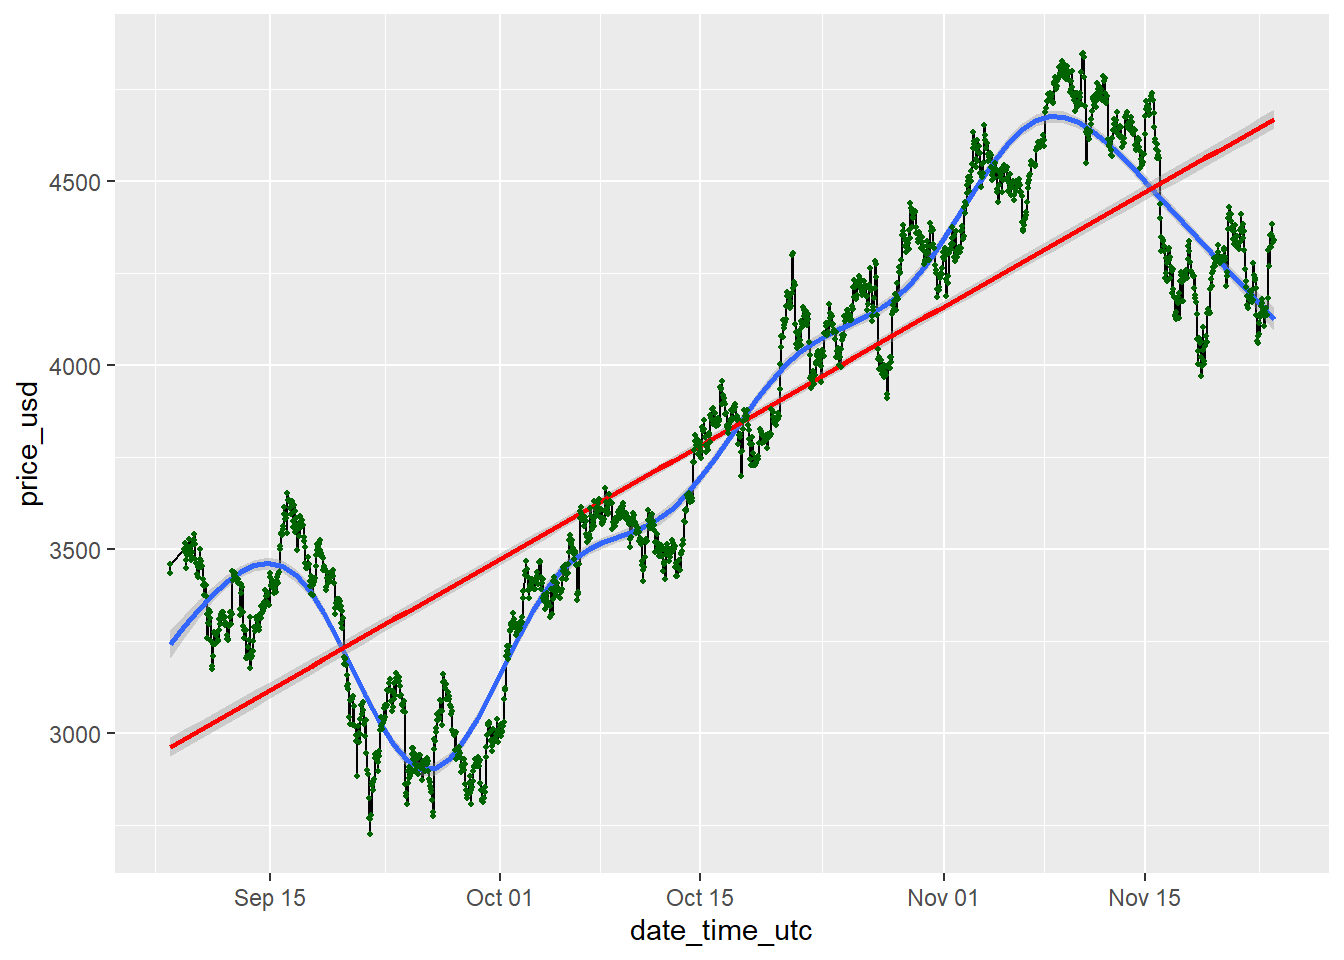 4500
4000
3500
3000
price_usd
Sep 15
Oct 01
Oct 15
Nov 01
Nov 15
date_time_utc